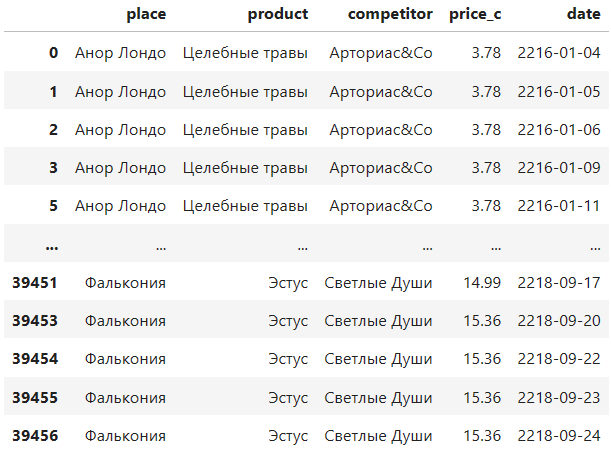 place product competitor price_c date
0 Анор Лондо Целебные травы Арториас&Co 3.78 2216-01-04
1 Анор Лондо Целебные травы Арториас&Co 3.78 2216-01-05
2 Анор Лондо Целебные травы Арториас&Co 3.78 2216-01-06
3 Анор Лондо Целебные травы Арториас&Co 3.78 2216-01-09
5 Анор Лондо Целебные травы Арториас&Co 3.78 2216-01-11
... ... ... ... ... ...
39451 Фалькония Эстус Светлые Души 14.99 2218-09-17
39453 Фалькония Эстус Светлые Души 15.36 2218-09-20
39454 Фалькония Эстус Светлые Души 15.36 2218-09-22
39455 Фалькония Эстус Светлые Души 15.36 2218-09-23
39456 Фалькония Эстус Светлые Души 15.36 2218-09-24